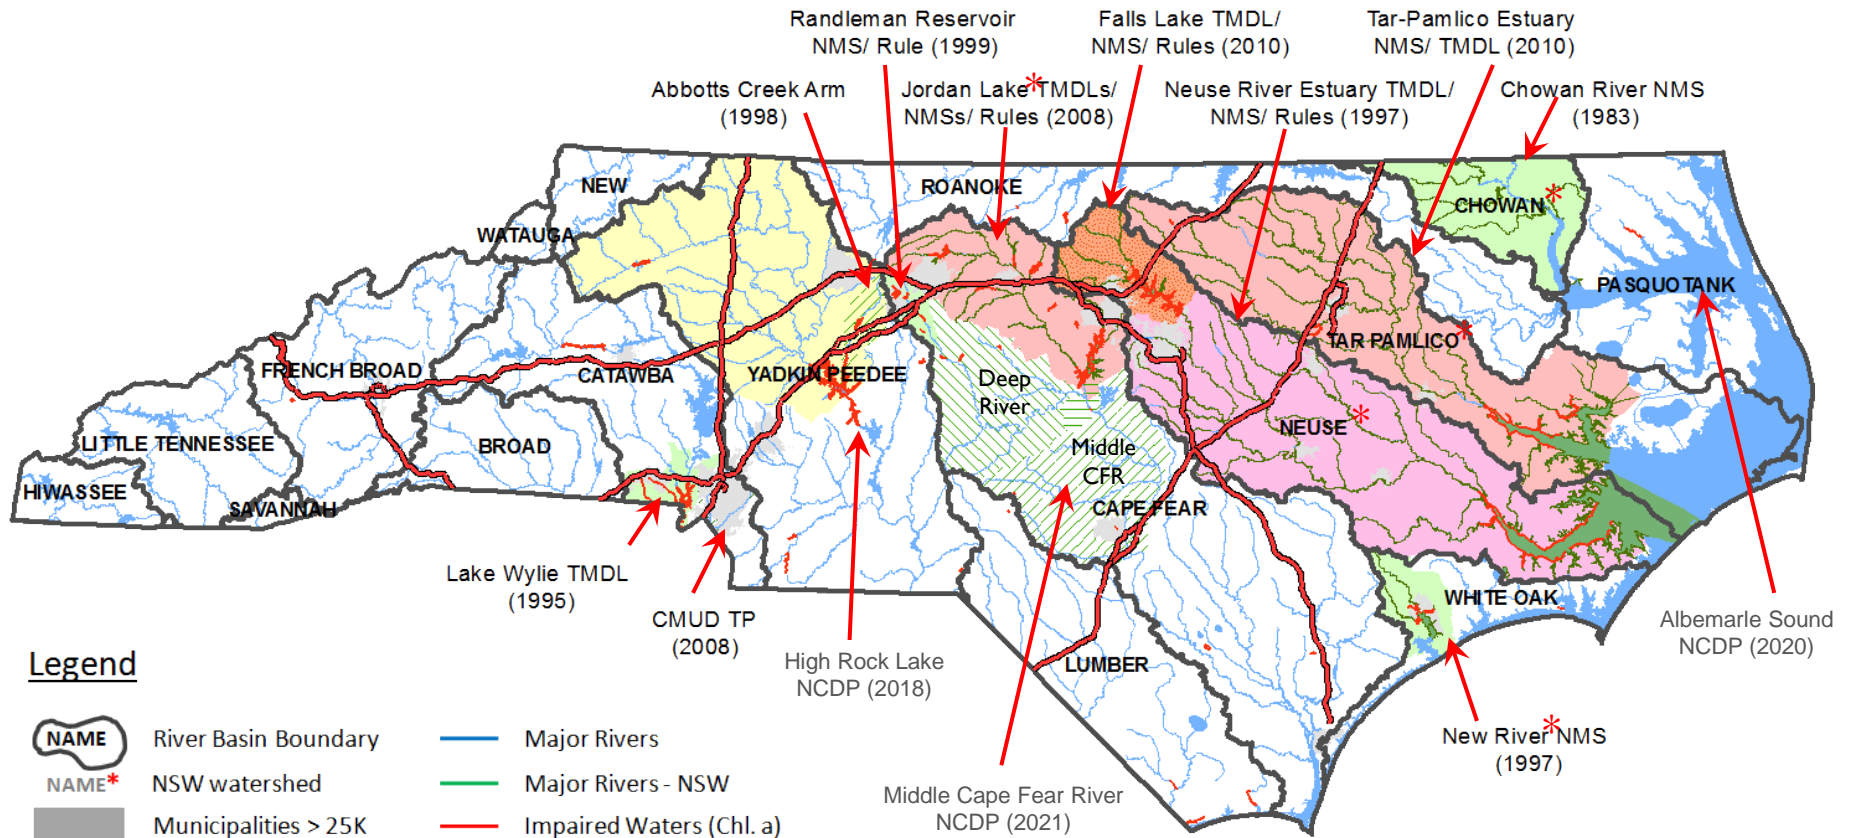 Randleman Reservoir
NMS/ Rule (1999)
Falls Lake TMDL/
NMS/ Rules (2010)
Tar-Pamlico Estuary
NMS/ TMDL (2010)
Abbotts Creek Arm
(1998)
Jordan Lake* TMDLs/
NMSs/ Rules (2008)
Neuse River Estuary TMDL/
NMS/ Rules (1997)
Chowan River NMS
(1983)
NEW
ROANOKE
CHOWAN*
WATAUGA
PASQUOTANK
TAR PAMLICO*
FRENCH BROAD
CATAWBA
YADKIN PEEDEE
Deep
River
NEUSE*
LITTLE TENNESSEE
BROAD
Middle
CFR
HIWASSEE
SAVANNAH
CAPE FEAR
WHITE OAK
LUMBER
Lake Wylie TMDL
(1995)
CMUD TP
(2008)
High Rock Lake
NCDP (2018)
Albemarle Sound
NCDP (2020)
New River* NMS
(1997)
Middle Cape Fear River
NCDP (2021)
Legend
NAME
River Basin Boundary
NAME*
NSW watershed
Municipalities > 25K
Major Rivers
Major Rivers - NSW
Impaired Waters (Chl. a)